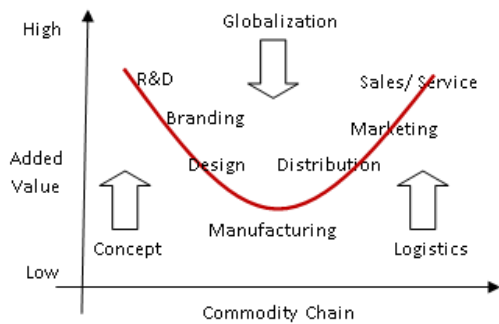 High
Globalization
R&D
Sales/ Service
Branding
Marketing
Added
Value
Design
Distribution
Manufacturing
Concept
Logistics
Low
Commodity Chain